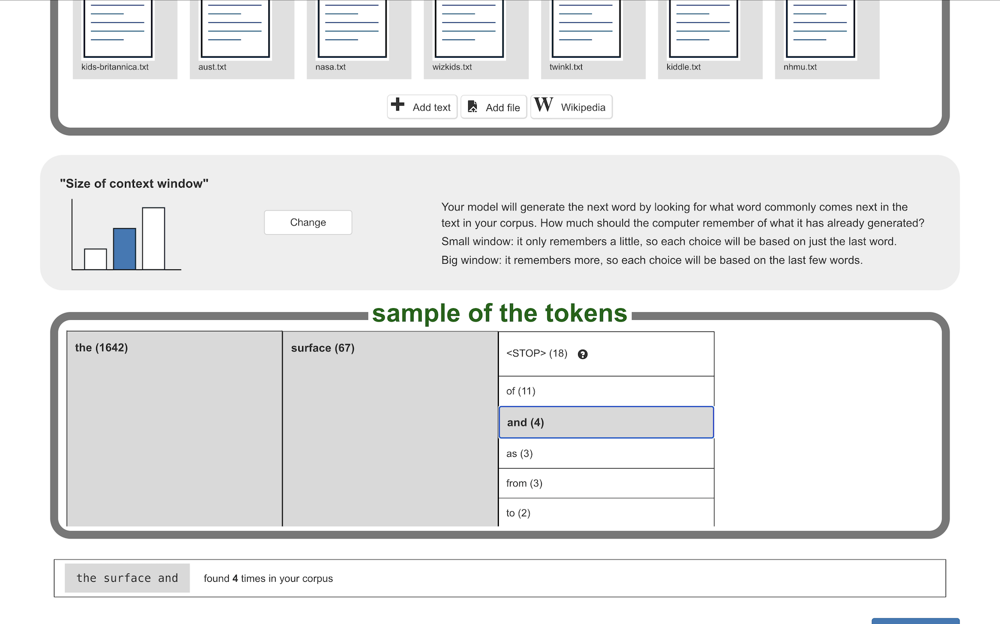 kids-britannica.txt
aust.txt
nasa.txt
wizkids.txt
twinkl.txt
kiddle.txt
nhmu.txt
Add text
Add file
W Wikipedia
"Size of context window"
Change
Your model will generate the next word by looking for what word commonly comes next in the
text in your corpus. How much should the computer remember of what it has already generated?
Small window: it only remembers a little, so each choice will be based on just the last word.
Big window: it remembers more, so each choice will be based on the last few words.
sample of the tokens
the (1642)
surface (67)
<STOP> (18) ?
of (11)
and (4)
as (3)
from (3)
to (2)
the surface and
found 4 times in your corpus